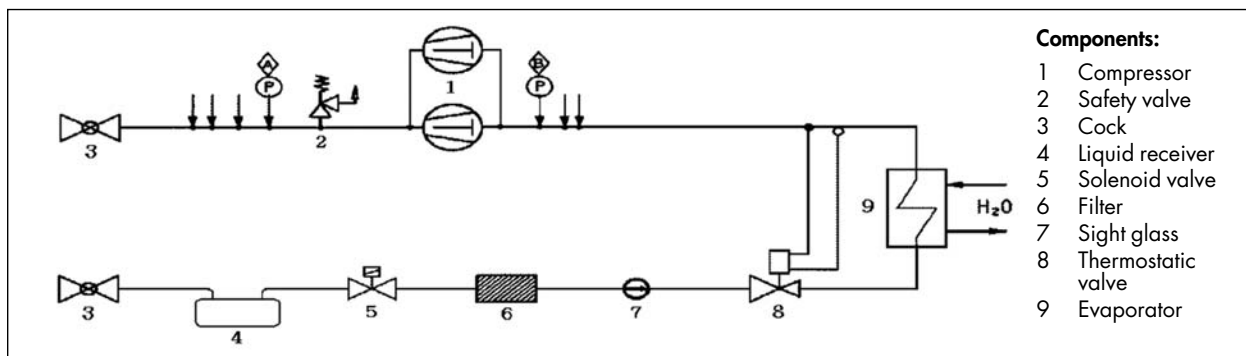 Components:
1 Compressor
2 Safety valve
3 Cock
4 Liquid receiver
5 Solenoid valve
6 Filter
7 Sight glass
8 Thermostatic
valve
9 Evaporator
A
B
P
P
1
3
2
9
H₂O
3
4
5
6
7
8